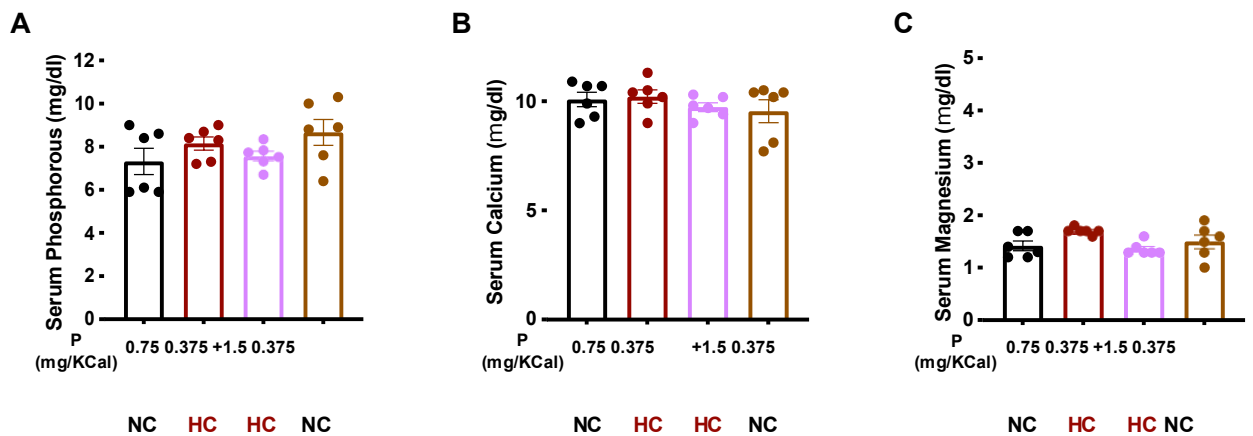 A
Serum Phosphorous (mg/dl)
12
10
8
6
4
2
0
P
(mg/KCal)
0.75 0.375 +1.5 0.375
NC HC HC NC
B
Serum Calcium (mg/dl)
10
5
0
P
(mg/KCal)
0.75 0.375 +1.5 0.375
NC HC HC NC
C
Serum Magnesium (mg/dl)
5
4
3
2
1
0
P
(mg/KCal)
0.75 0.375 +1.5 0.375
NC HC HC NC